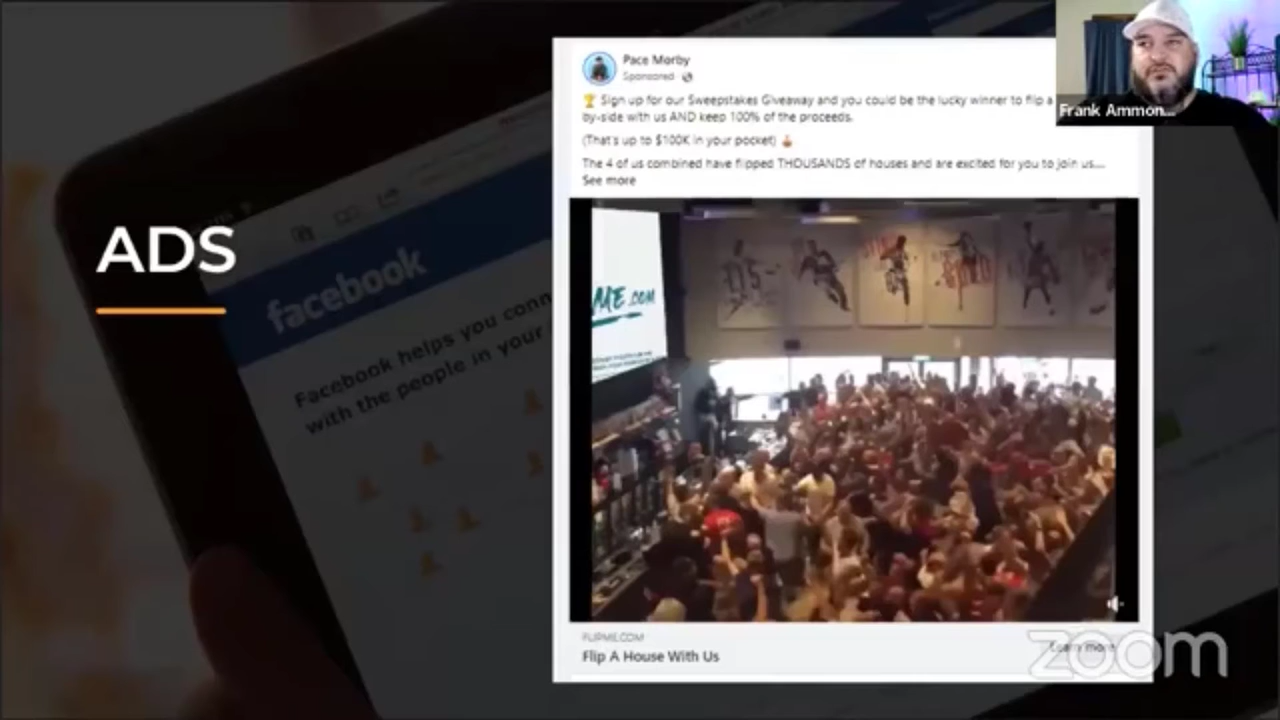 ADS
facebook
Facebook helps you conn
with the people in your
Pace Morby
Sponsored
🏆 Sign up for our Sweepstakes Giveaway and you could be the lucky winner to flip a
by-side with us AND keep 100% of the proceeds.
(That's up to $100K in your pocket) 💰
The 4 of us combined have flipped THOUSANDS of houses and are excited for you to join us....
See more
ME.COM
FLIPME.COM
Flip A House With Us
Learn more
Frank Ammon...
zoom